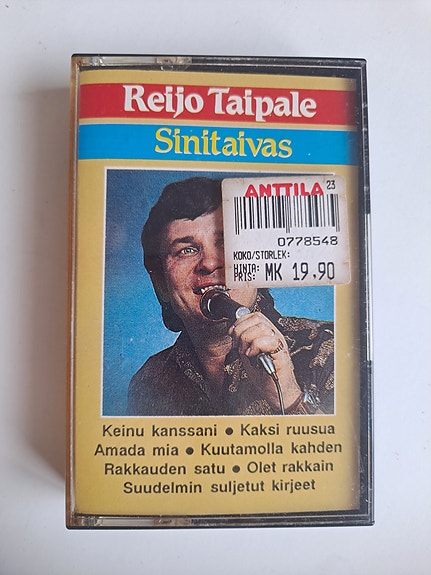 Reijo Taipale
Sinitaivas
ANTTILA 23
0778548
KOKO/STORLEK:
HINTA:
PRIS: MK 19.90
Keinu kanssani • Kaksi ruusua
Amada mia • Kuutamolla kahden
Rakkauden satu • Olet rakkain
Suudelmin suljetut kirjeet